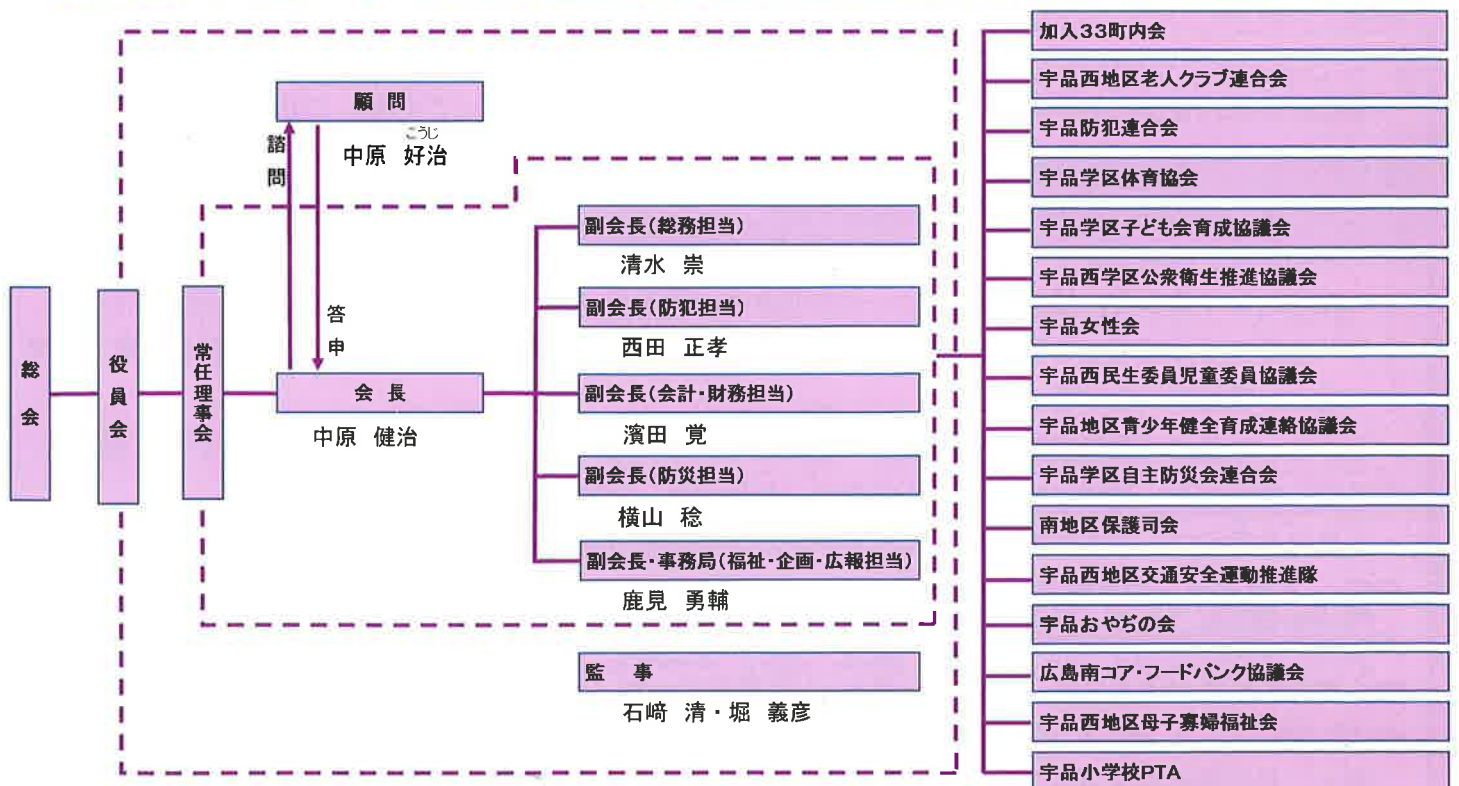 総会
役員会
常任理事会
顧問
こうじ
中原 好治
諮問
答申
会長
中原 健治
副会長(総務担当)
清水 崇
副会長(防犯担当)
西田 正孝
副会長(会計・財務担当)
濱田 覚
副会長(防災担当)
横山 稔
副会長・事務局(福祉・企画・広報担当)
鹿見 勇輔
監 事
石﨑 清・堀 義彦
加入33町内会
宇品西地区老人クラブ連合会
宇品防犯連合会
宇品学区体育協会
宇品学区子ども会育成協議会
宇品西学区公衆衛生推進協議会
宇品女性会
宇品西民生委員児童委員協議会
宇品地区青少年健全育成連絡協議会
宇品学区自主防災会連合会
南地区保護司会
宇品西地区交通安全運動推進隊
宇品おやぢの会
広島南コア・フードバンク協議会
宇品西地区母子寡婦福祉会
宇品小学校PTA